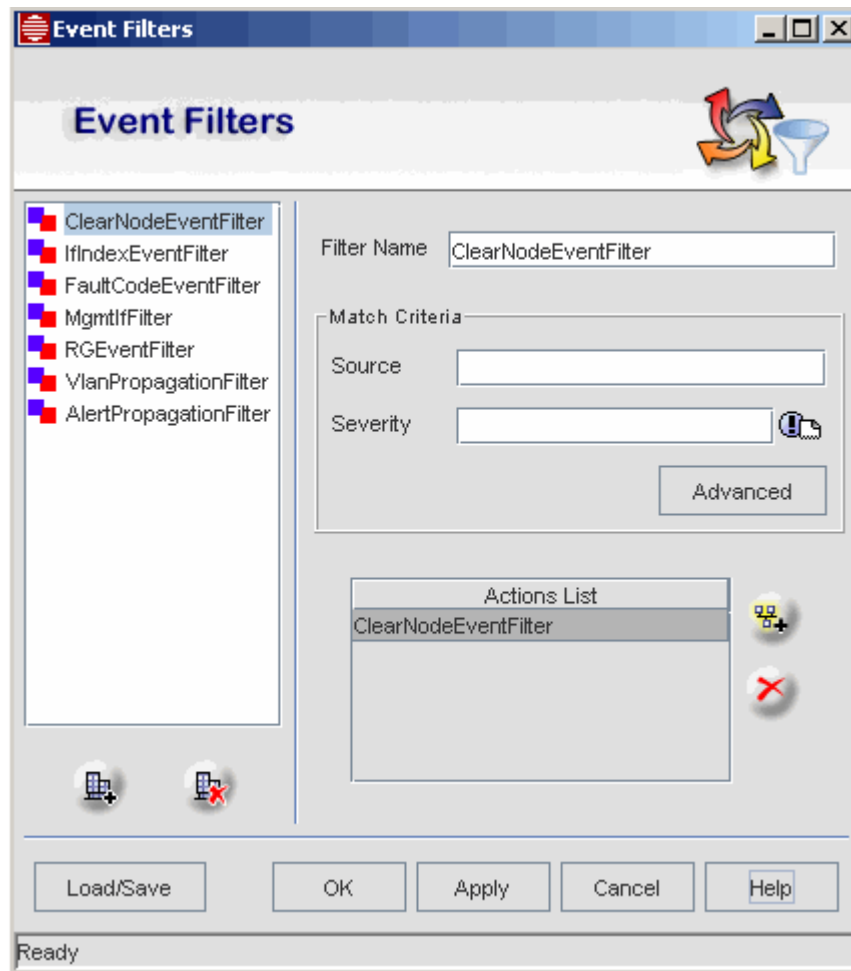 Event Filters
Event Filters
ClearNodeEventFilter
IfIndexEventFilter
FaultCodeEventFilter
MgmtIfFilter
RGEventFilter
VlanPropagationFilter
AlertPropagationFilter
Filter Name ClearNodeEventFilter
Match Criteria
Source
Severity
Advanced
Actions List
ClearNodeEventFilter
Load/Save OK Apply Cancel Help
Ready